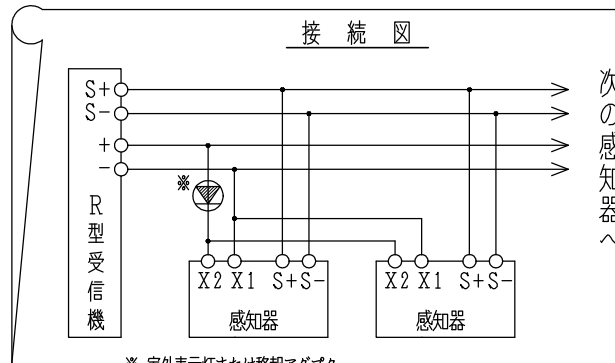 接続図
S+
S-
+
-
R型受信機
※
X2 X1 S+ S-
感知器
X2 X1 S+ S-
感知器
次の感知器へ